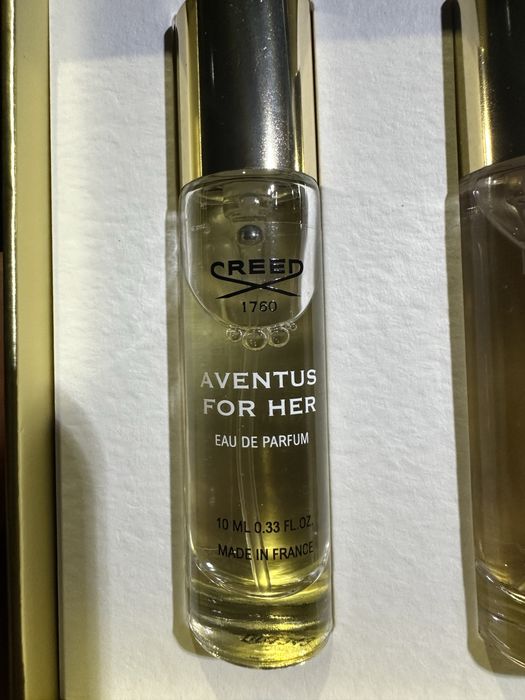 CREED
1760
AVENTUS
FOR HER
EAU DE PARFUM
10 ML 0.33 FL.OZ.
MADE IN FRANCE